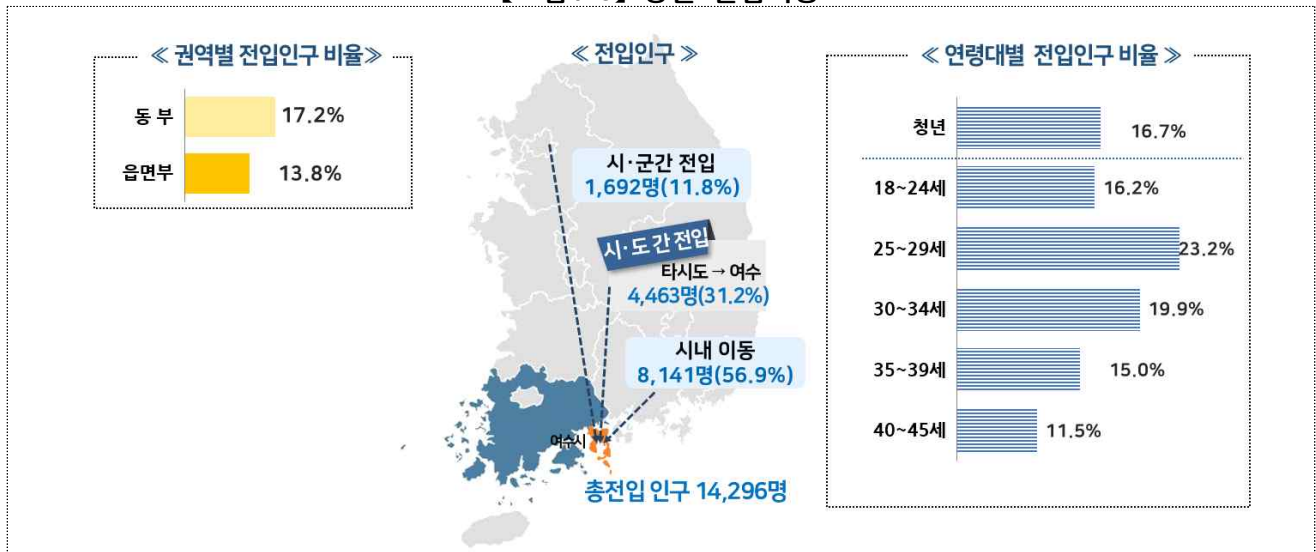 ≪ 권역별 전입인구 비율≫
동 부
17.2%
읍면부
13.8%
≪ 전입인구 ≫
시·군간 전입
1,692명(11.8%)
시·도 간 전입
타시도 → 여수
4,463명(31.2%)
시내 이동
8,141명(56.9%)
여수시
총전입 인구 14,296명
≪ 연령대별 전입인구 비율 ≫
청년
16.7%
18~24세
16.2%
25~29세
23.2%
30~34세
19.9%
35~39세
15.0%
40~45세
11.5%